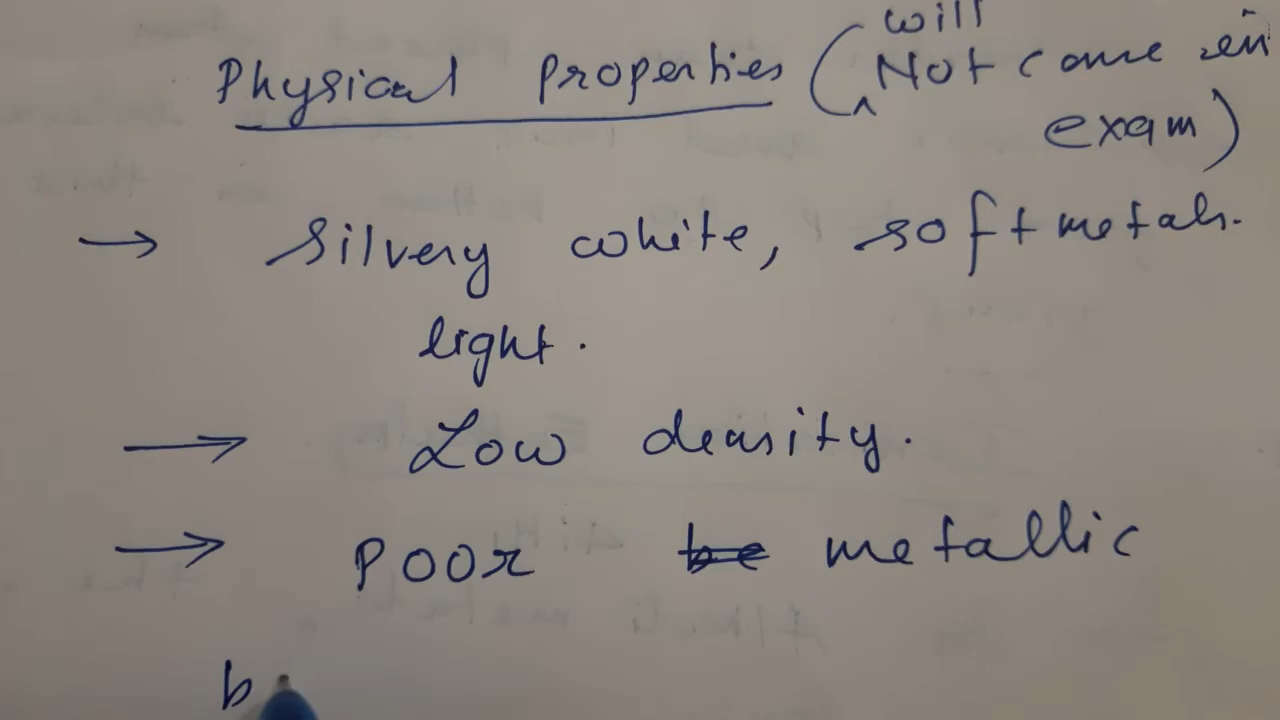 Physical Properties (will Not come in
exam)
→ Silvery white, soft metals.
light.
→ Low density.
→ Poor be metallic
b